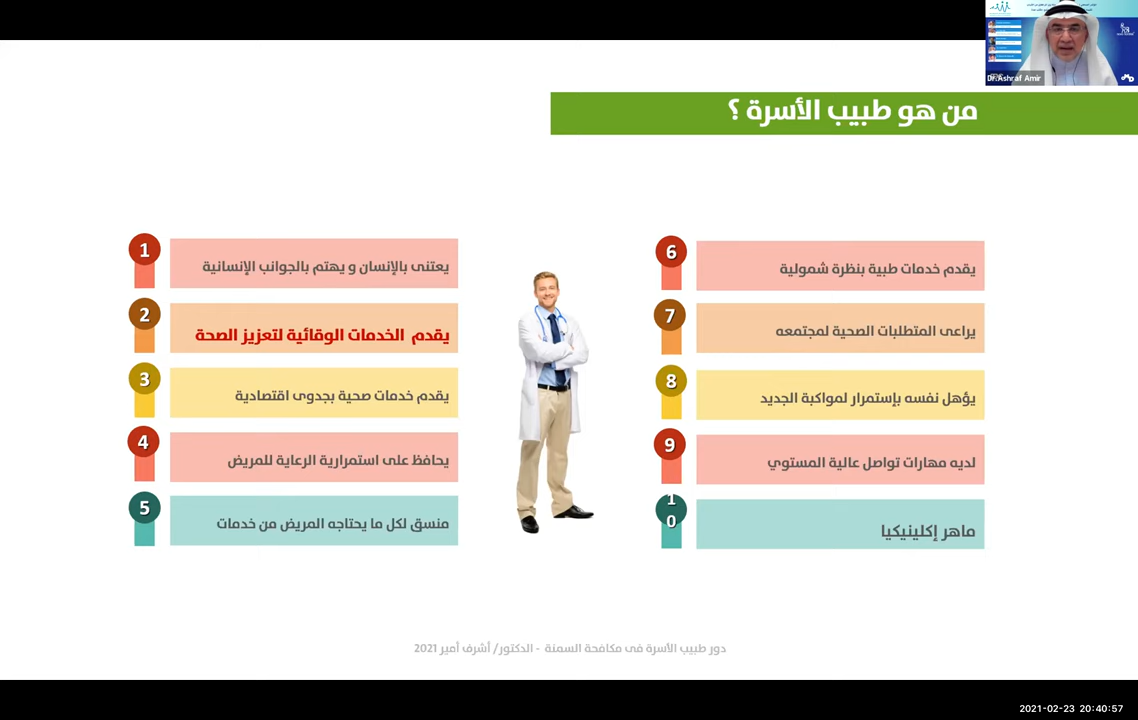 Dr.Ashraf Amir
من هو طبيب الأسرة ؟
1
يعتنى بالإنسان و يهتم بالجوانب الإنسانية
2
يقدم الخدمات الوقائية لتعزيز الصحة
3
يقدم خدمات صحية بجدوى اقتصادية
4
يحافظ على استمرارية الرعاية للمريض
5
منسق لكل ما يحتاجه المريض من خدمات
6
يقدم خدمات طبية بنظرة شمولية
7
يراعى المتطلبات الصحية لمجتمعه
8
يؤهل نفسه بإستمرار لمواكبة الجديد
9
لديه مهارات تواصل عالية المستوي
10
ماهر إكلينيكيا
دور طبيب الأسرة فى مكافحة السمنة - الدكتور/ أشرف أمير 2021
2021-02-23 20:40:57